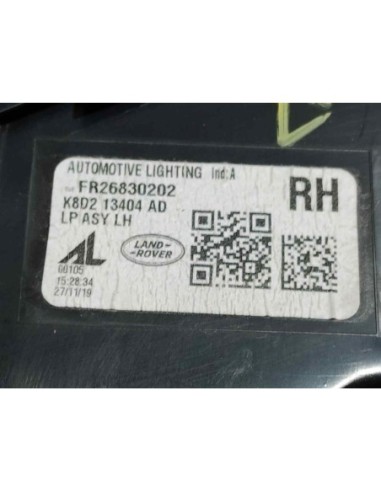 AUTOMOTIVE LIGHTING Ind:A
FR26830202
RH
K8D2 13404 AD
LP ASY LH
AL
LAND-
ROVER
00105
15:28:34
27/11/19